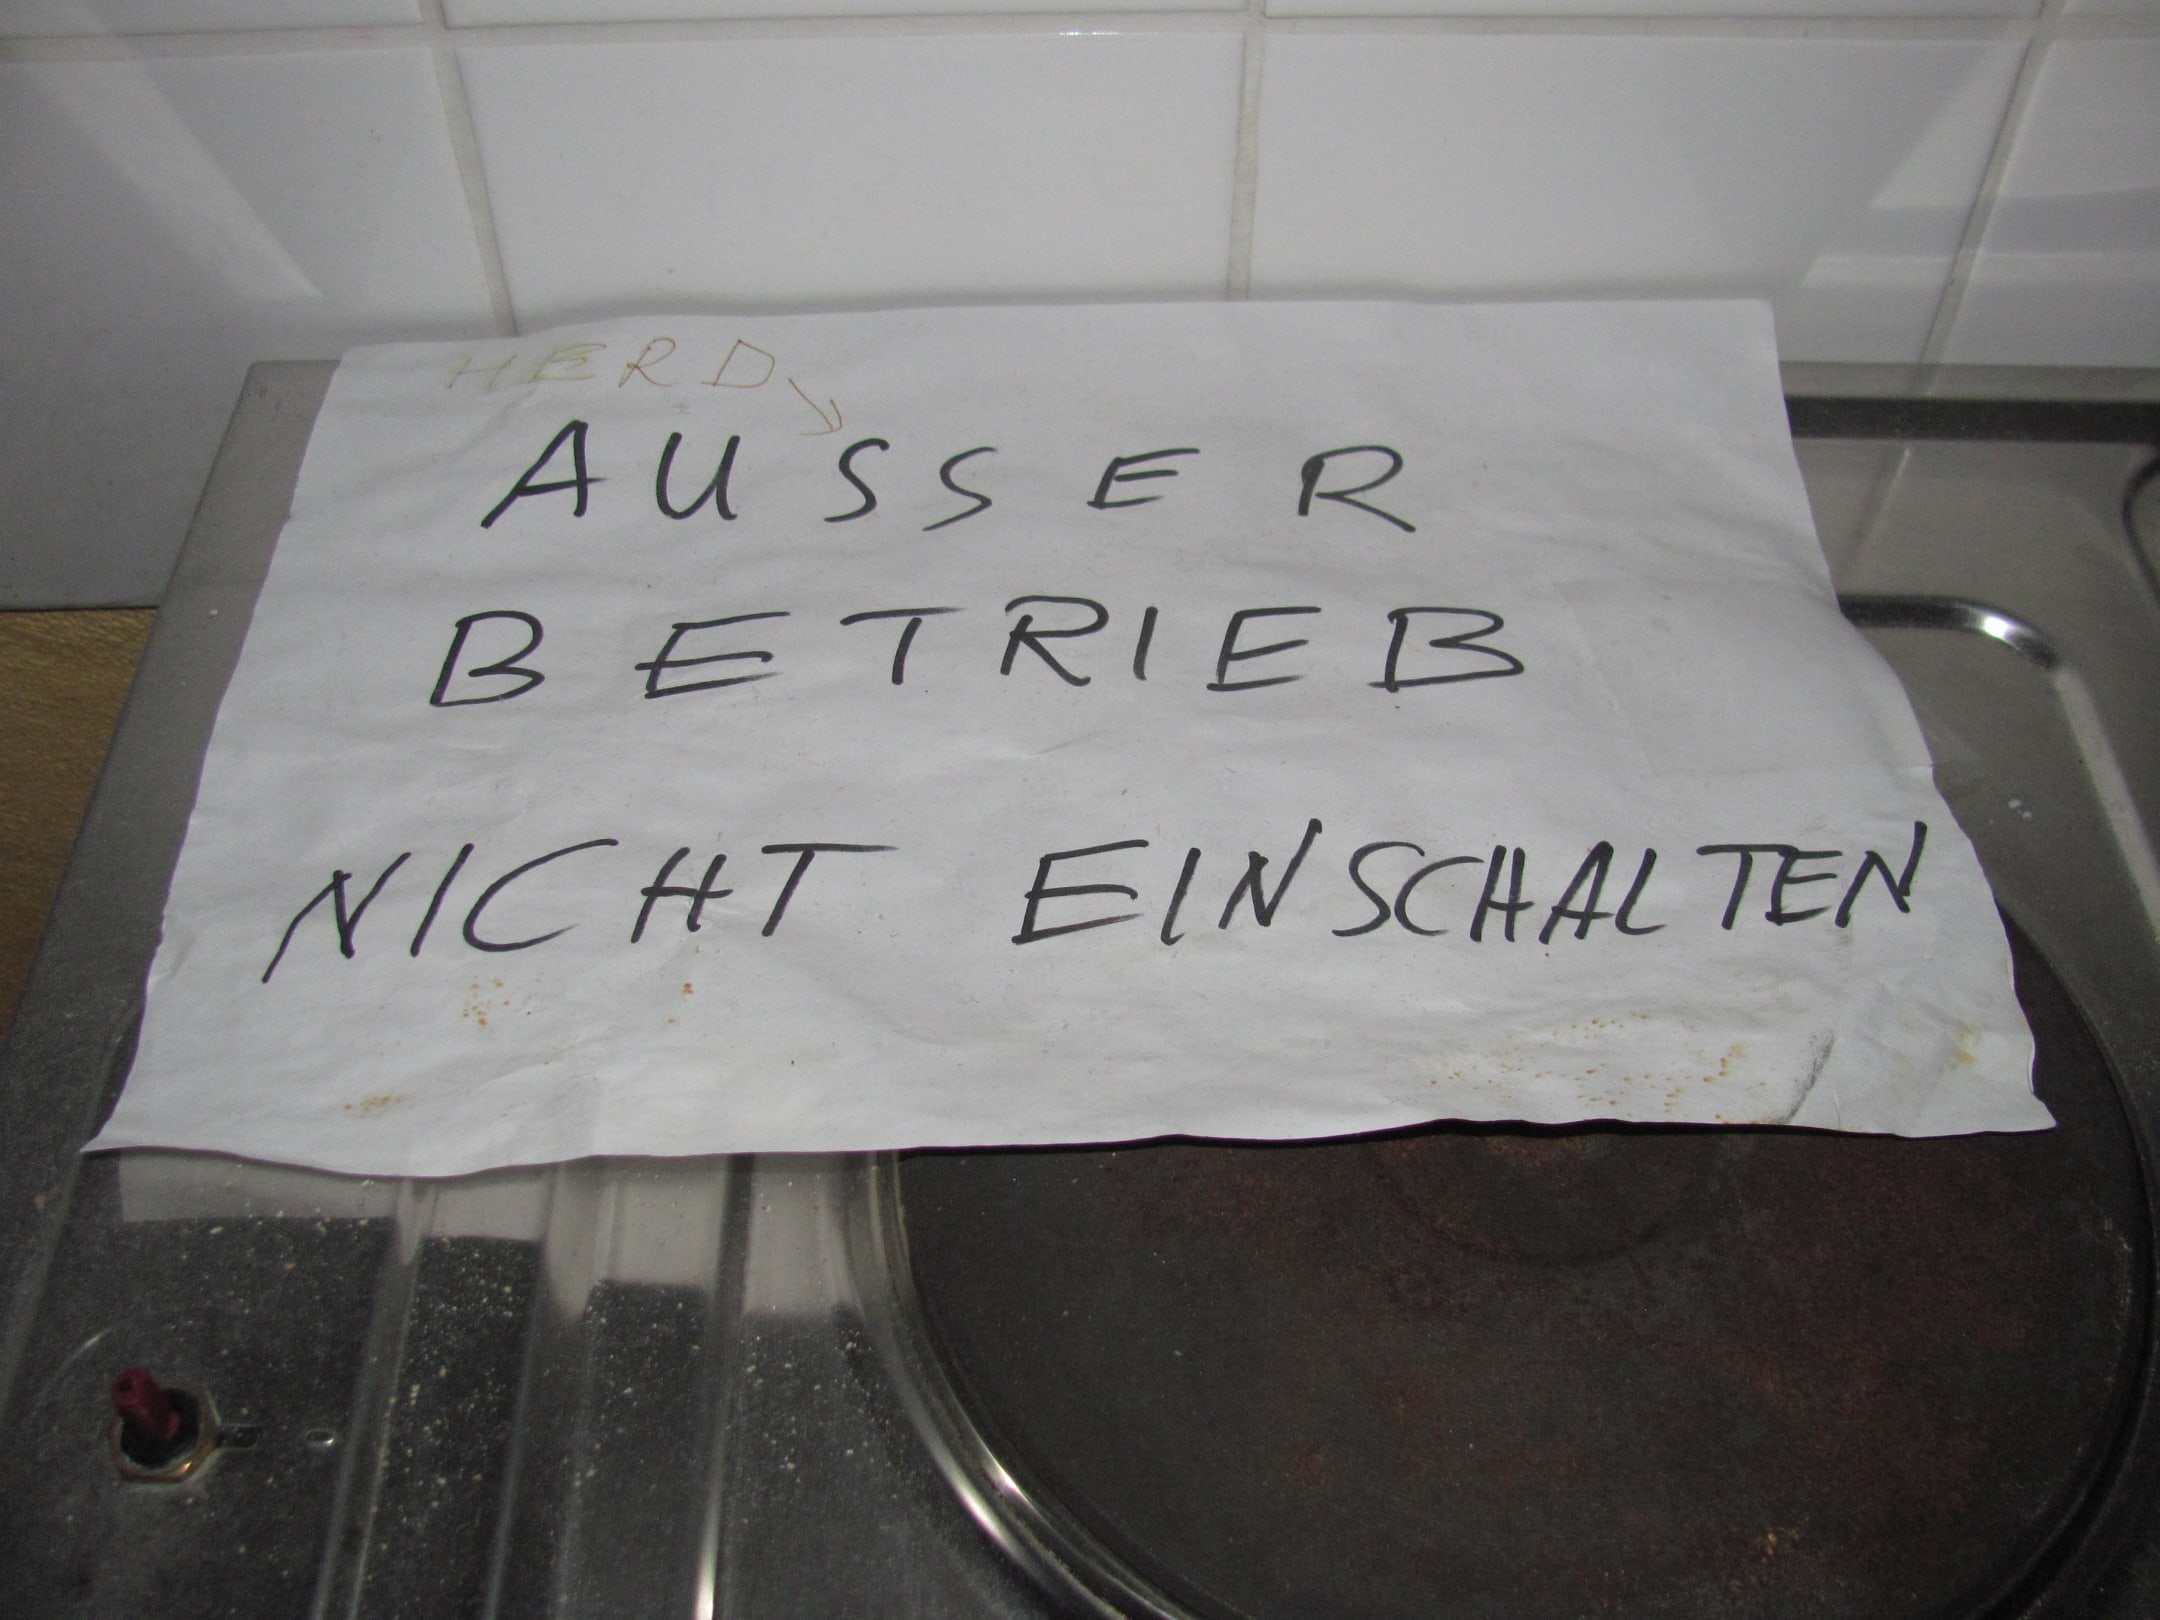 HERD
AUSSER
BETRIEB
NICHT EINSCHALTEN